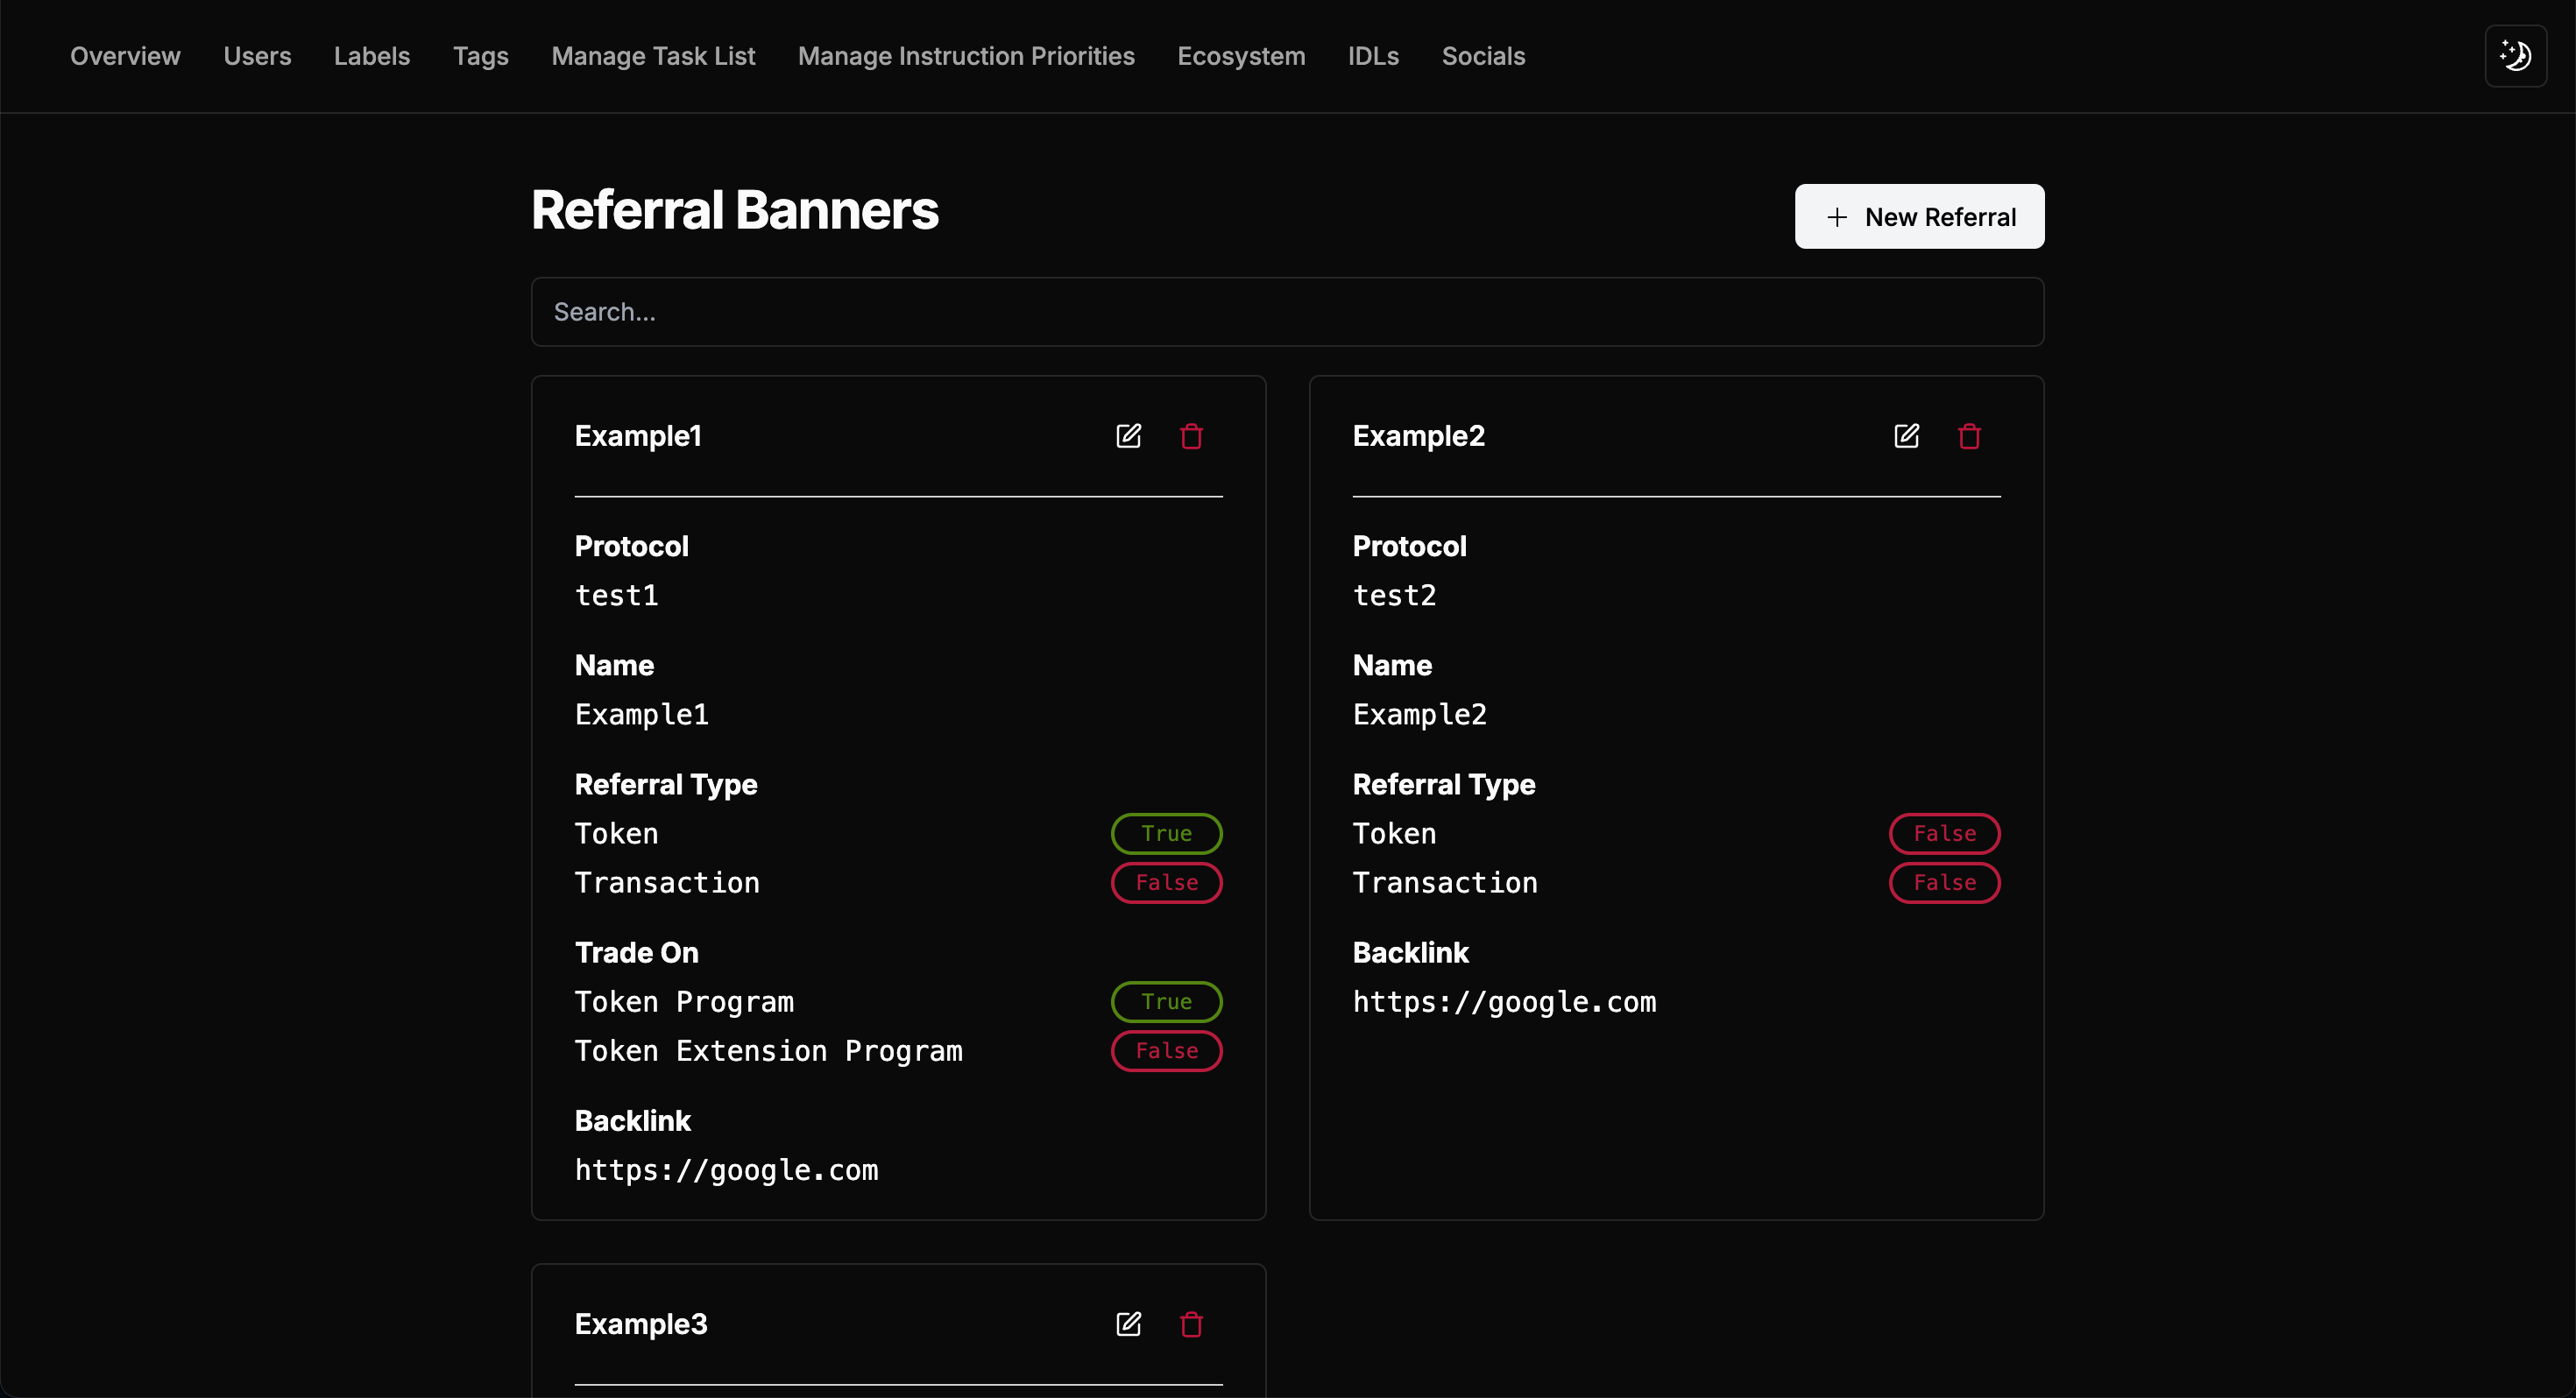 Overview Users Labels Tags Manage Task List Manage Instruction Priorities Ecosystem IDLs Socials
Referral Banners
New Referral
Search...
Example1
Protocol
test1
Name
Example1
Referral Type
Token True
Transaction False
Trade On
Token Program True
Token Extension Program False
Backlink
https://google.com
Example2
Protocol
test2
Name
Example2
Referral Type
Token False
Transaction False
Backlink
https://google.com
Example3